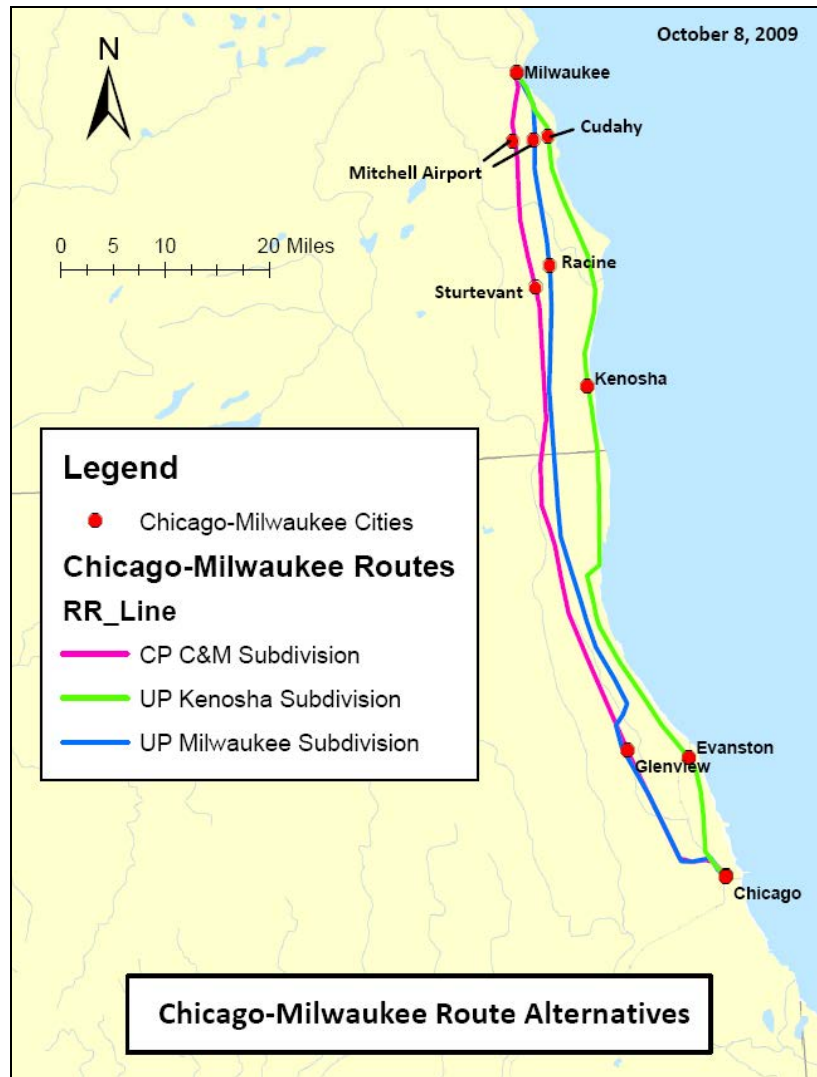 October 8, 2009
N
Milwaukee
Cudahy
Mitchell Airport
0 5 10 20 Miles
Racine
Sturtevant
Kenosha
Legend
Chicago-Milwaukee Cities
Chicago-Milwaukee Routes
RR_Line
CP C&M Subdivision
UP Kenosha Subdivision
UP Milwaukee Subdivision
Evanston
Glenview
Chicago
Chicago-Milwaukee Route Alternatives